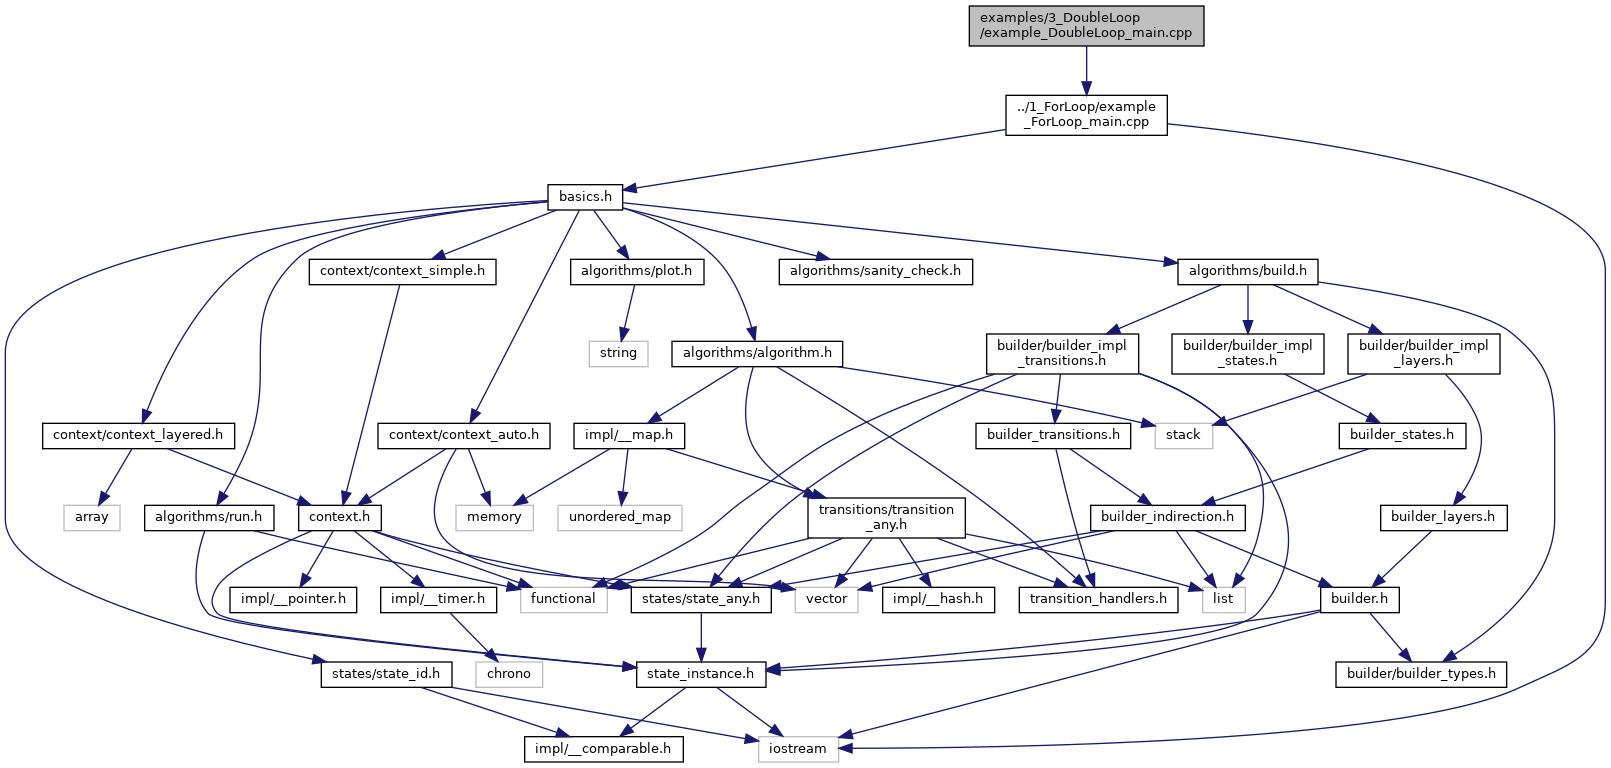 examples/3_DoubleLoop
/example_DoubleLoop_main.cpp
../1_ForLoop/example
_ForLoop_main.cpp
basics.h
context/context_simple.h
algorithms/plot.h
algorithms/sanity_check.h
algorithms/build.h
string
algorithms/algorithm.h
builder/builder_impl
_transitions.h
builder/builder_impl
_states.h
builder/builder_impl
_layers.h
context/context_layered.h
context/context_auto.h
impl/__map.h
builder_transitions.h
stack
builder_states.h
array
algorithms/run.h
context.h
memory
unordered_map
transitions/transition
_any.h
builder_indirection.h
builder_layers.h
impl/__pointer.h
impl/__timer.h
functional
states/state_any.h
vector
impl/__hash.h
transition_handlers.h
list
builder.h
states/state_id.h
chrono
state_instance.h
builder/builder_types.h
impl/__comparable.h
iostream